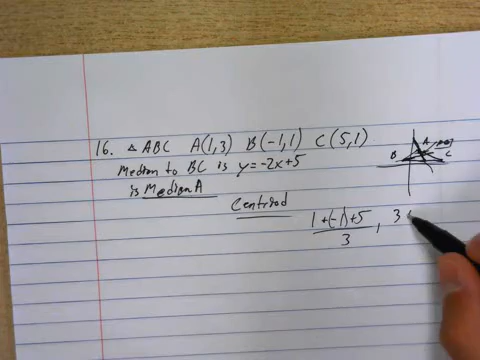 16. △ABC A(1,3) B(-1,1) C(5,1)
Median to BC is y=-2x+5
is Median A
Centriod
1+(-1)+5
3
, 3
A
B
C